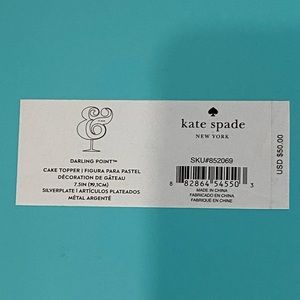 &
DARLING POINT™
CAKE TOPPER | FIGURA PARA PASTEL
DÉCORATION DE GÂTEAU
7.5IN (19,1CM)
SILVERPLATE | ARTÍCULOS PLATEADOS
MÉTAL ARGENTÉ
kate spade
NEW YORK
SKU#852069
8 82864 54550 3
MADE IN CHINA
FABRICADO EN CHINA
FABRIQUÉ EN CHINE
USD $50.00